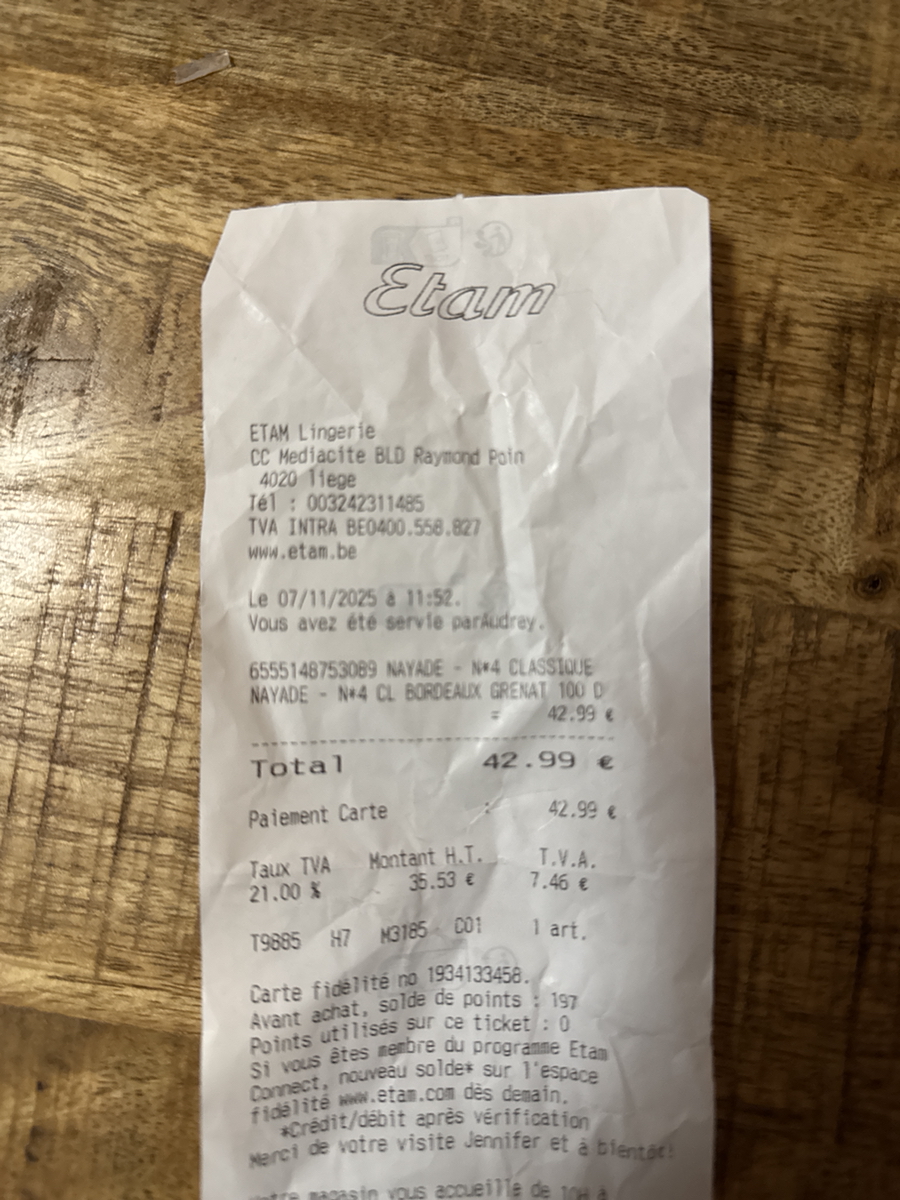 Etam
ETAM Lingerie
CC Mediacite BLD Raymond Poin
4020 liege
Tél : 003242311485
TVA INTRA BE0400.558.827
www.etam.be
Le 07/11/2025 à 11:52.
Vous avez été servie parAudrey.
6555148753089 NAYADE - N*4 CLASSIQUE
NAYADE - N*4 CL BORDEAUX GRENAT 100 D
= 42.99 €
Total 42.99 €
Paiement Carte : 42.99 €
Taux TVA Montant H.T. T.V.A.
21.00 % 35.53 € 7.46 €
T9885 H7 M3185 C01 1 art.
Carte fidélité no 1934133458.
Avant achat, solde de points : 197
Points utilisés sur ce ticket : 0
Si vous êtes membre du programme Etam
Connect, nouveau solde* sur l'espace
fidélité www.etam.com dès demain.
*Crédit/débit après vérification
Merci de votre visite Jennifer et à bientôt!
magasin vous accueille de 10H à